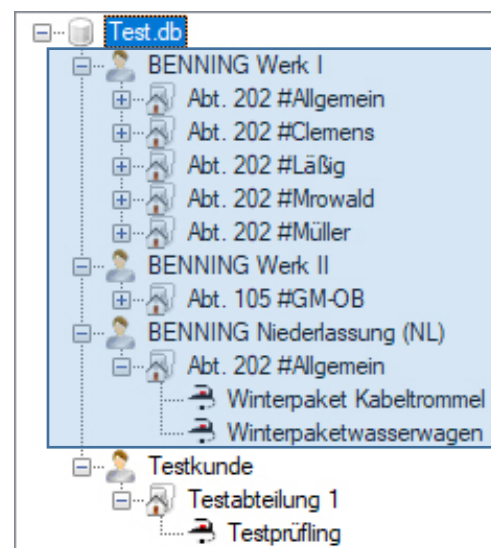 Test.db
BENNING Werk I
Abt. 202 #Allgemein
Abt. 202 #Clemens
Abt. 202 #Läßig
Abt. 202 #Mrowald
Abt. 202 #Müller
BENNING Werk II
Abt. 105 #GM-OB
BENNING Niederlassung (NL)
Abt. 202 #Allgemein
Winterpaket Kabeltrommel
Winterpaketwasserwagen
Testkunde
Testabteilung 1
Testprüfling